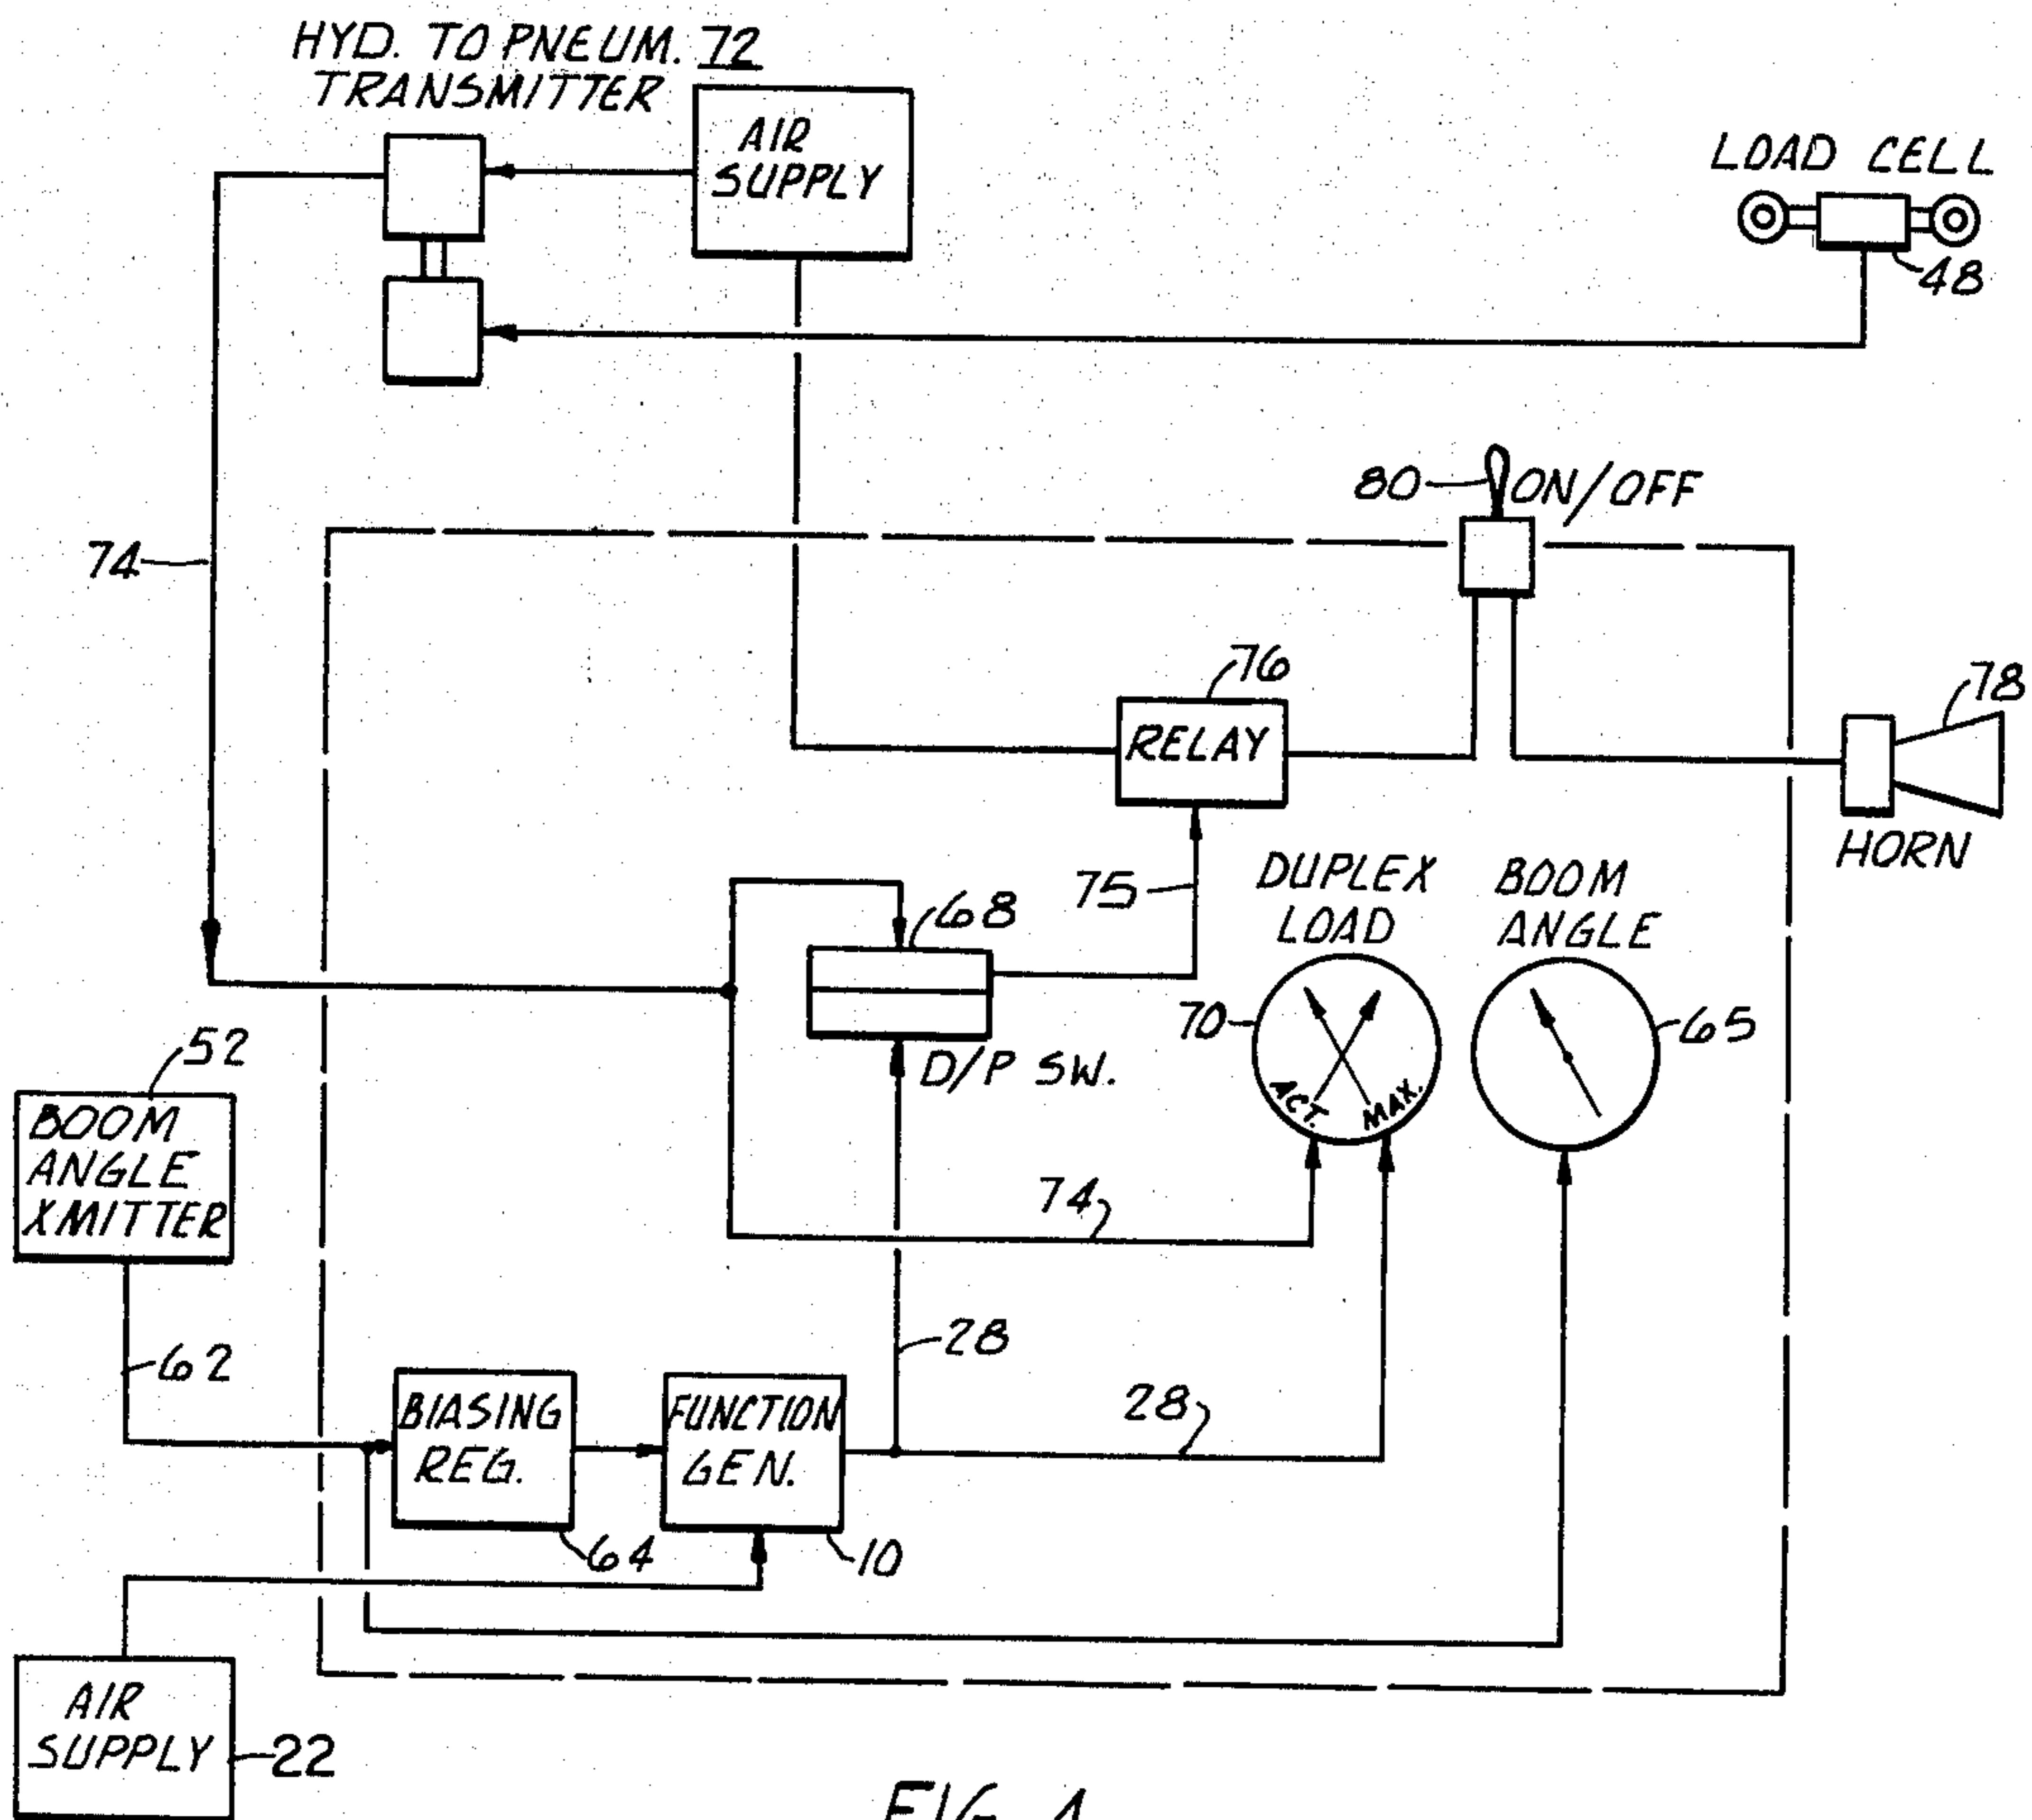 HYD. TO PNEUM. 72
TRANSMITTER
AIR
SUPPLY
LOAD CELL
48
80
ON/OFF
74
76
RELAY
78
HORN
75
DUPLEX
LOAD
BOOM
ANGLE
68
D/P SW.
70
ACT.
MAX.
65
52
BOOM
ANGLE
XMITTER
74
62
28
28
BIASING
REG.
64
FUNCTION
GEN.
10
AIR
SUPPLY
22